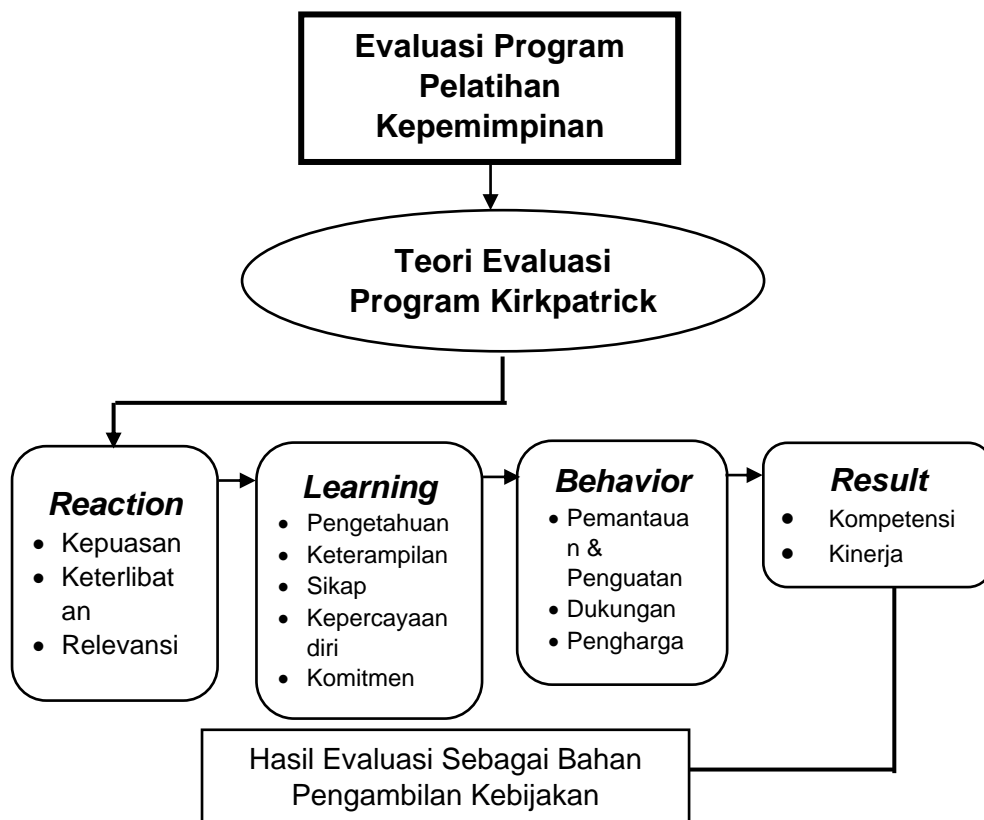 Evaluasi Program
Pelatihan
Kepemimpinan
Teori Evaluasi
Program Kirkpatrick
Reaction
• Kepuasan
• Keterlibat
an
• Relevansi
Learning
• Pengetahuan
• Keterampilan
• Sikap
• Kepercayaan
diri
• Komitmen
Behavior
• Pemantaua
n &
Penguatan
• Dukungan
• Pengharga
Result
• Kompetensi
• Kinerja
Hasil Evaluasi Sebagai Bahan
Pengambilan Kebijakan